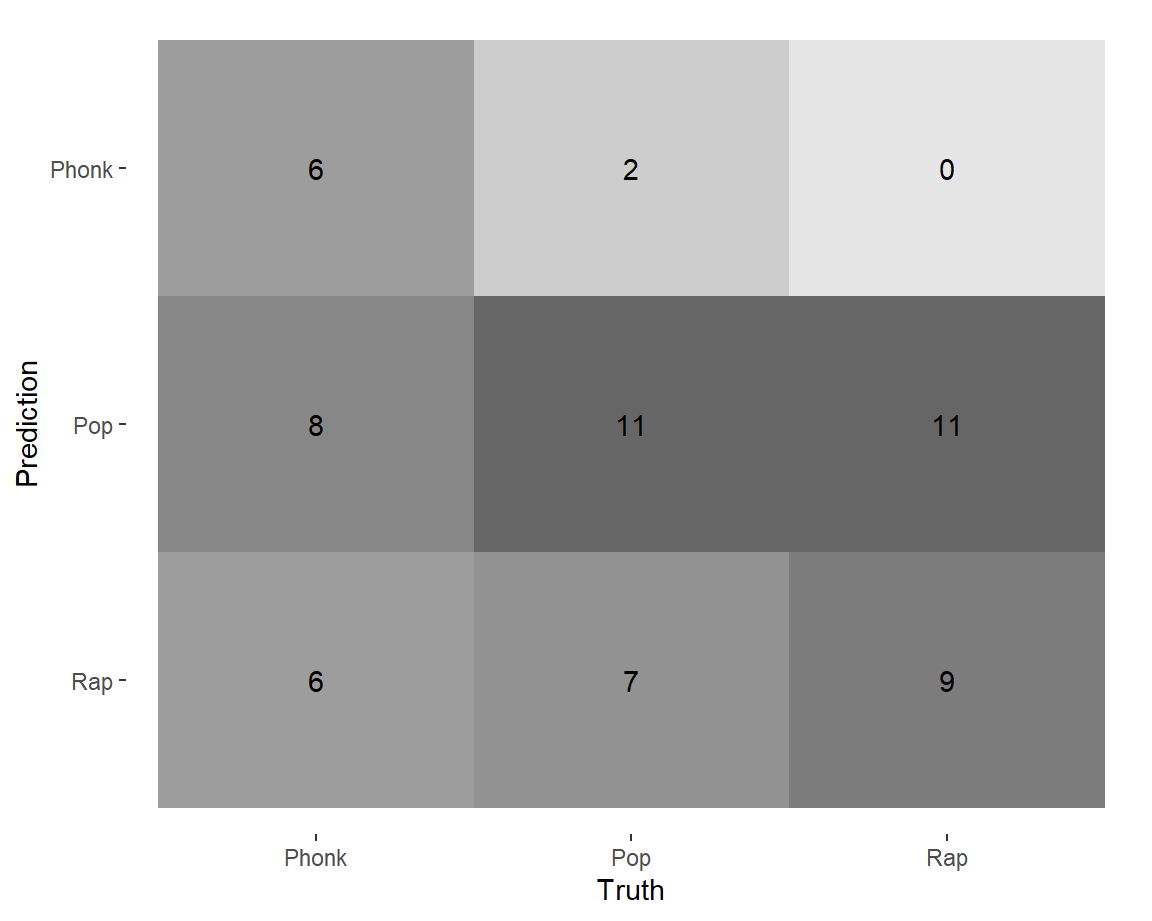 Prediction
Phonk 6 2 0
Pop 8 11 11
Rap 6 7 9
Phonk Pop Rap
Truth